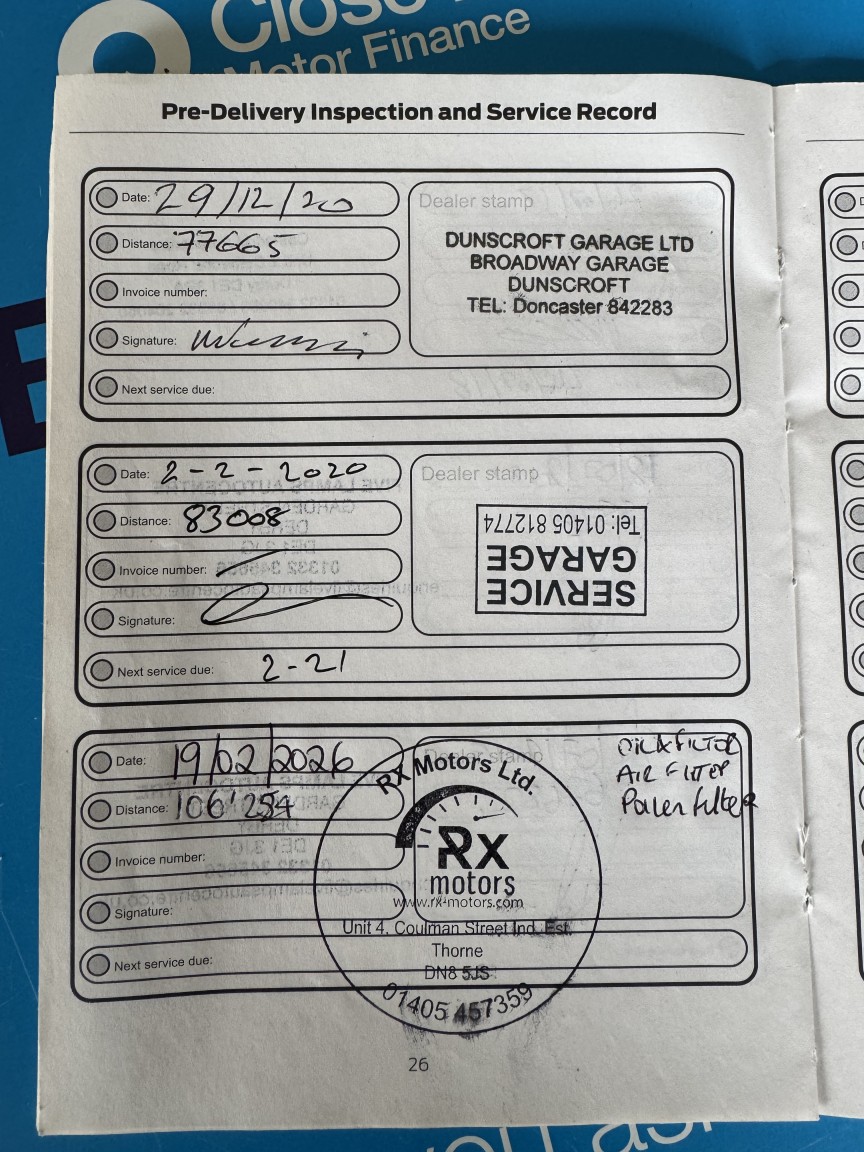 Close
Motor Finance
Pre-Delivery Inspection and Service Record
Date: 29/12/20
Distance: 77665
Invoice number:
Signature:
Next service due:
Dealer stamp
DUNSCROFT GARAGE LTD
BROADWAY GARAGE
DUNSCROFT
TEL: Doncaster 842283
Date: 2-2-2020
Distance: 83008
Invoice number:
Signature:
Next service due: 2-21
Dealer stamp
SERVICE
GARAGE
Tel: 01405 812774
Date: 19/02/2026
Distance: 106'254
Invoice number:
Signature:
Next service due:
Dealer stamp
OIL & FILTER
AIR FILTER
Pollen filter
RX Motors Ltd.
RX
motors
www.rx-motors.com
Unit 4, Coulman Street Ind. Est.
Thorne
DN8 5JS
01405 457359
26